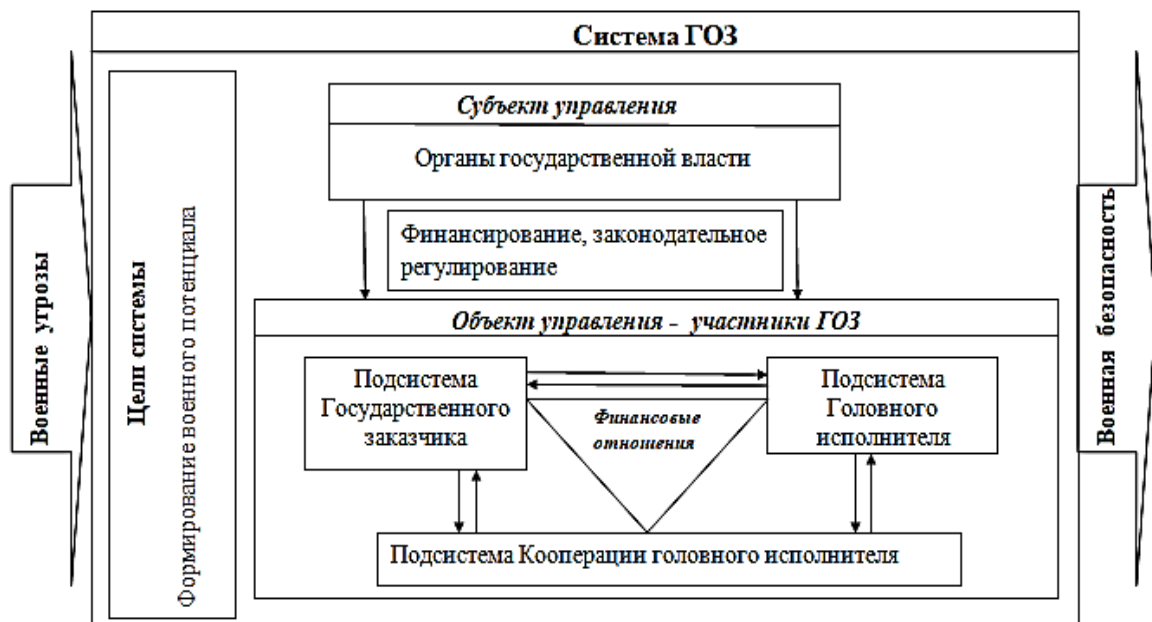 Система ГОЗ
Военные угрозы
Цели системы
Формирование военного потенциала
Субъект управления
Органы государственной власти
Финансирование, законодательное
регулирование
Объект управления - участники ГОЗ
Подсистема
Государственного
заказчика
Финансовые
отношения
Подсистема
Головного
исполнителя
Подсистема Кооперации головного исполнителя
Военная безопасность